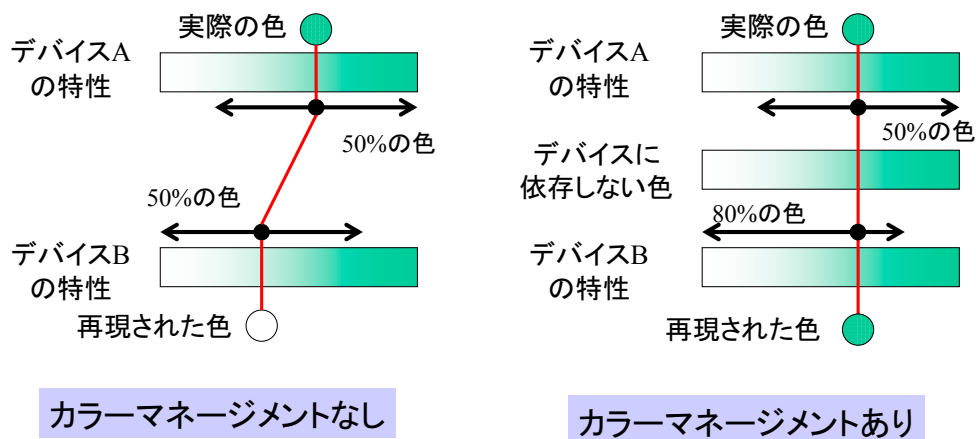 実際の色
デバイスA
の特性
50%の色
50%の色
デバイスB
の特性
再現された色
カラーマネージメントなし
実際の色
デバイスA
の特性
50%の色
デバイスに
依存しない色
80%の色
デバイスB
の特性
再現された色
カラーマネージメントあり